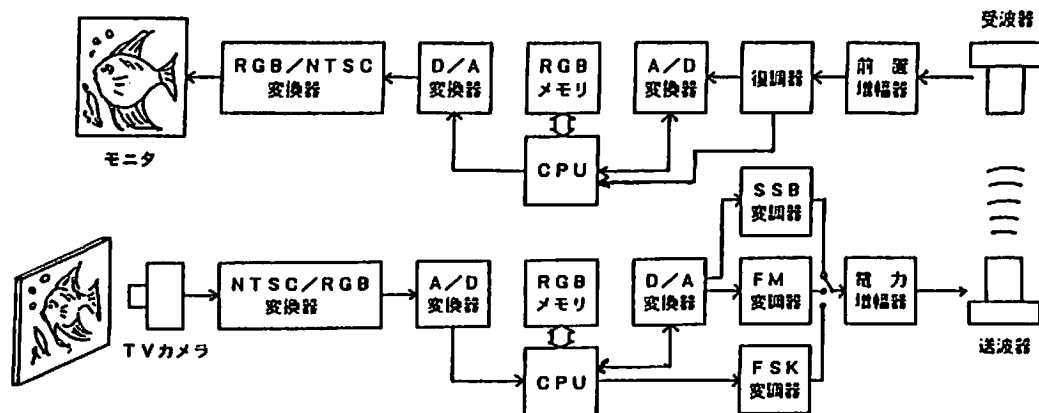 受波器
RGB/NTSC
変換器
D/A
変換器
RGB
メモリ
A/D
変換器
復調器
前置
増幅器
モニタ
CPU
SSB
変調器
NTSC/RGB
変換器
A/D
変換器
RGB
メモリ
D/A
変換器
FM
変調器
電力
増幅器
TVカメラ
CPU
FSK
変調器
送波器